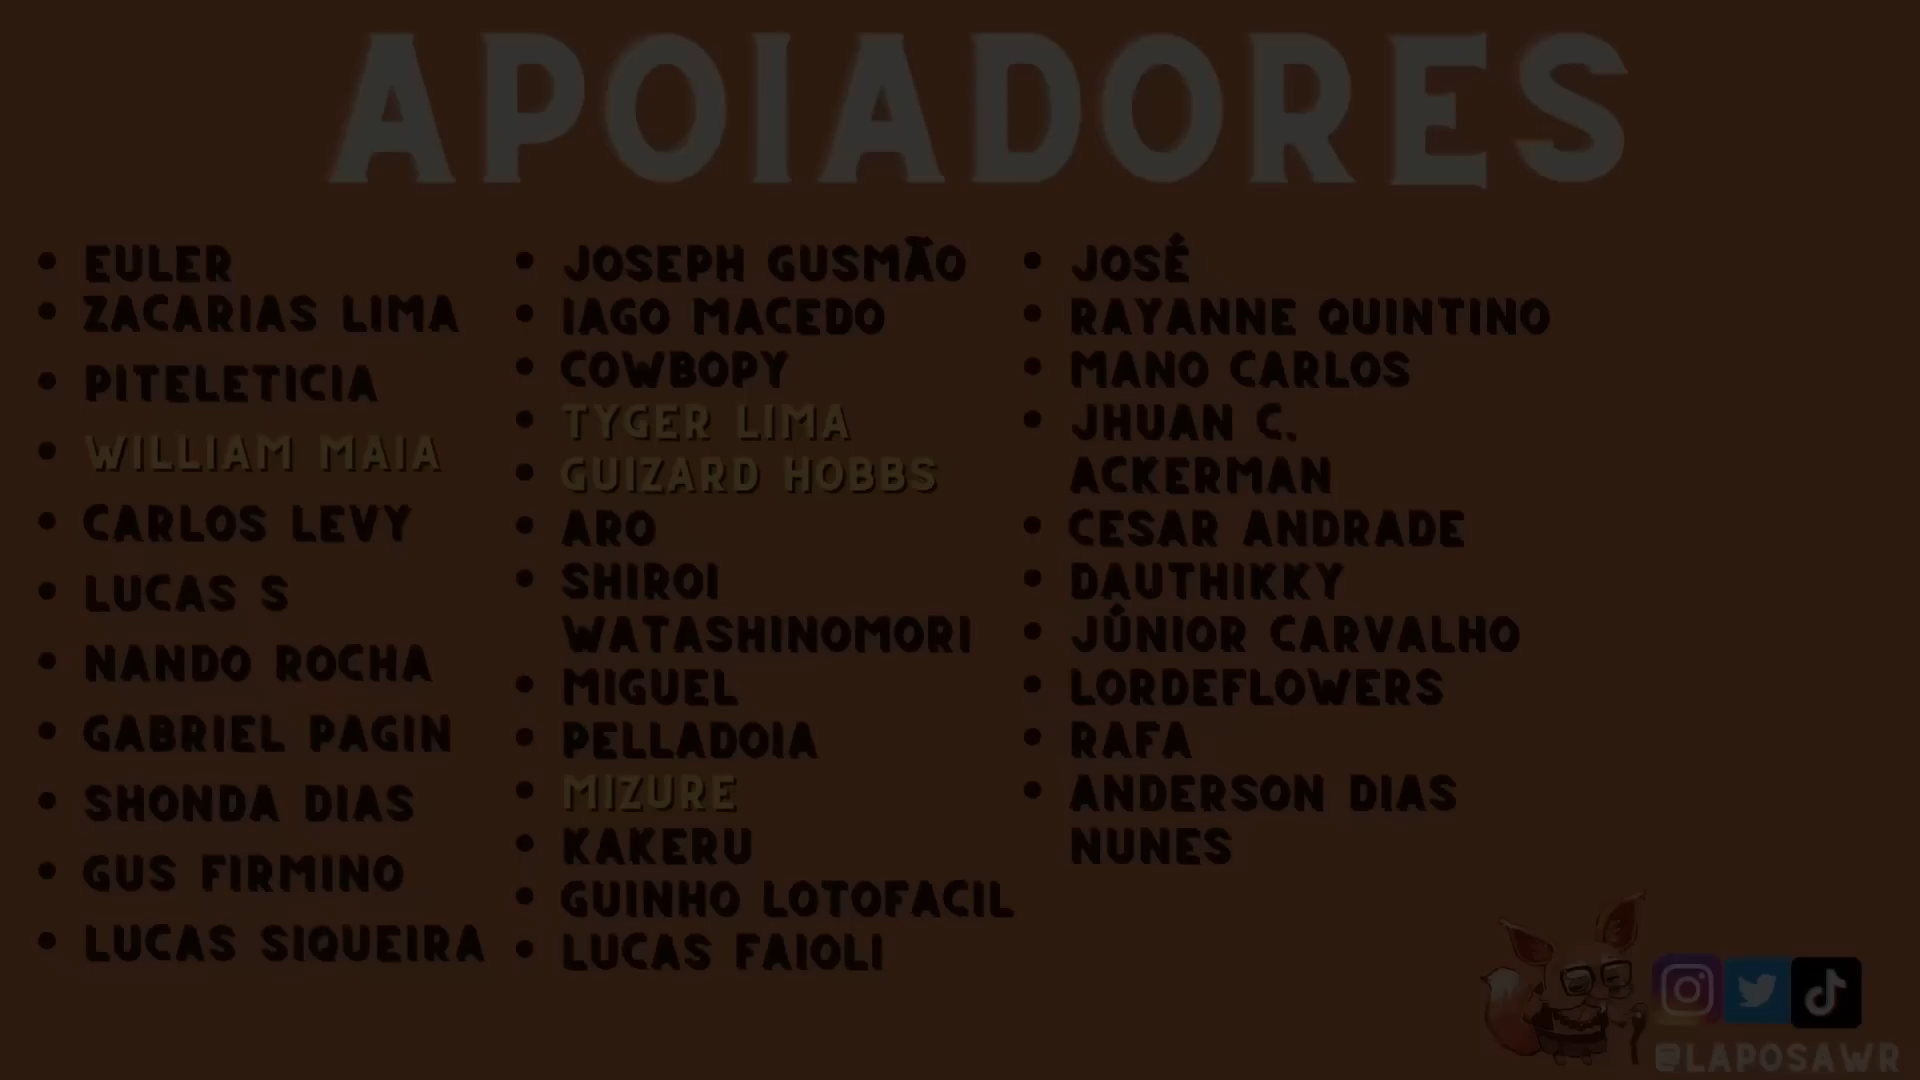 APOIADORES
EULER
ZACARIAS LIMA
PITELETICIA
WILLIAM MAIA
CARLOS LEVY
LUCAS S
NANDO ROCHA
GABRIEL PAGIN
SHONDA DIAS
GUS FIRMINO
LUCAS SIQUEIRA
JOSEPH GUSMÃO
IAGO MACEDO
COWBOPY
TYGER LIMA
GUIZARD HOBBS
ARO
SHIROI
WATASHINOMORI
MIGUEL
PELLADOIA
MIZURE
KAKERU
GUINHO LOTOFACIL
LUCAS FAIOLI
JOSÉ
RAYANNE QUINTINO
MANO CARLOS
JHUAN C.
ACKERMAN
CESAR ANDRADE
DAUTHIKKY
JÚNIOR CARVALHO
LORDEFLOWERS
RAFA
ANDERSON DIAS
NUNES
@LAPOSAWR